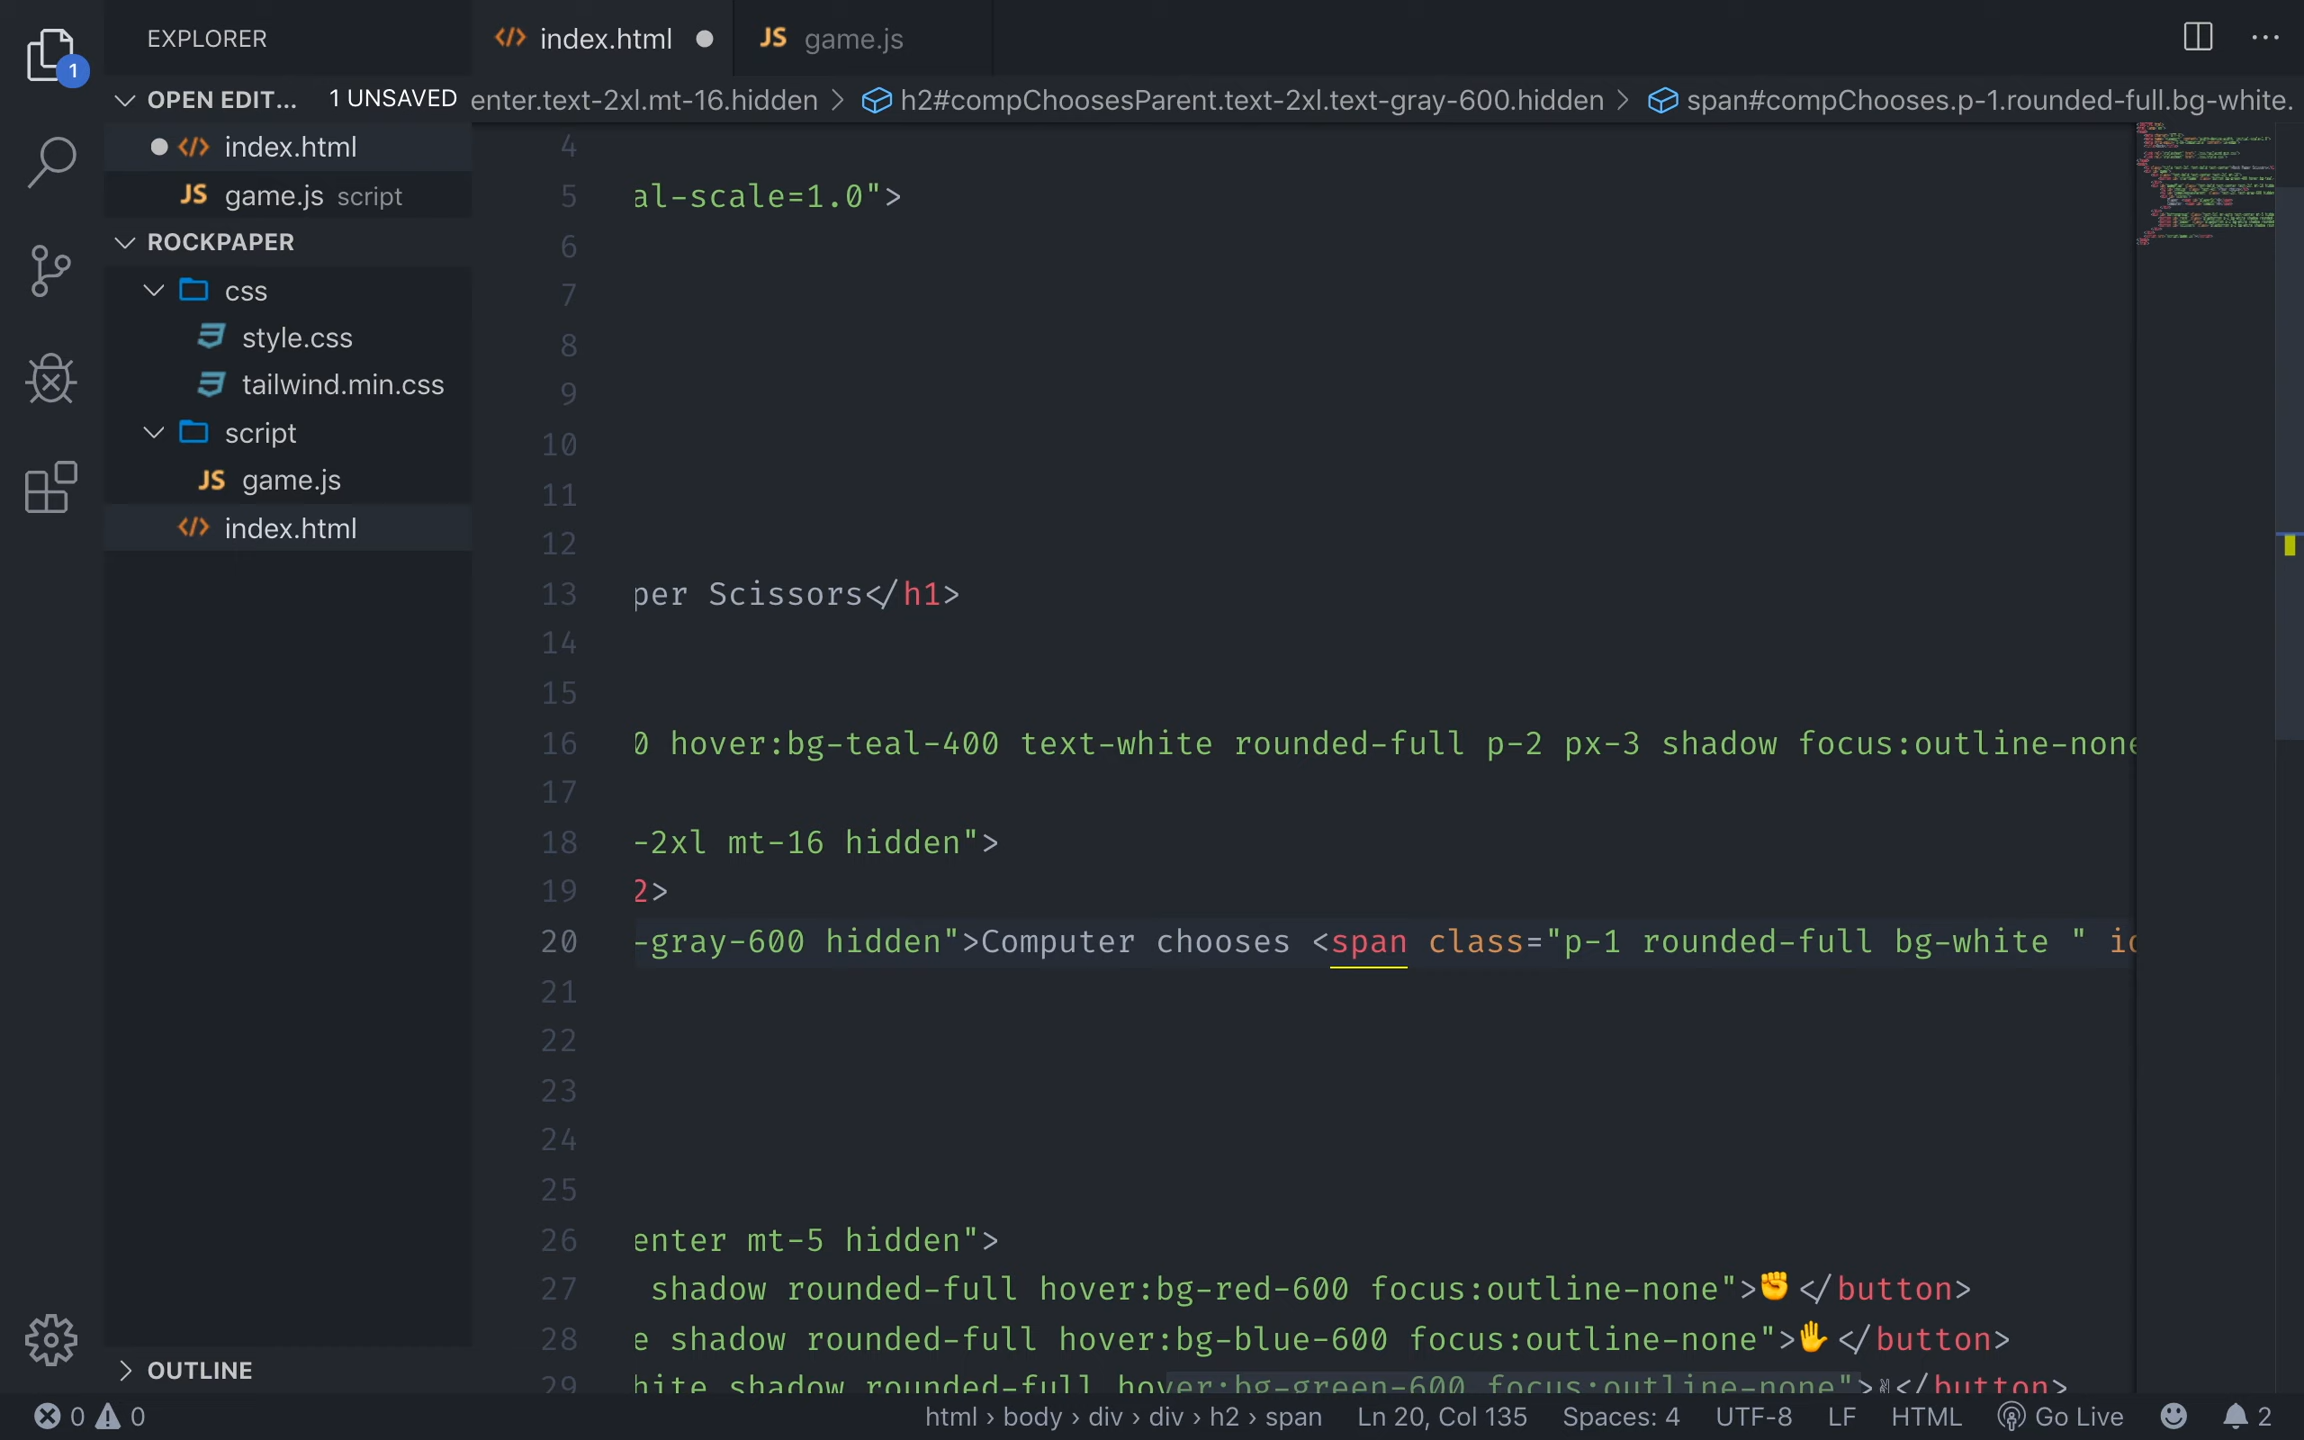 EXPLORER
</> index.html
JS game.js
1
OPEN EDIT... 1 UNSAVED
enter.text-2xl.mt-16.hidden > h2#compChoosesParent.text-2xl.text-gray-600.hidden > span#compChooses.p-1.rounded-full.bg-white.
</> index.html
JS game.js script
ROCKPAPER
css
style.css
tailwind.min.css
script
JS game.js
</> index.html
OUTLINE
4
5 al-scale=1.0">
6
7
8
9
10
11
12
13 per Scissors</h1>
14
15
16 0 hover:bg-teal-400 text-white rounded-full p-2 px-3 shadow focus:outline-none
17
18 -2xl mt-16 hidden">
19 2>
20 -gray-600 hidden">Computer chooses <span class="p-1 rounded-full bg-white " id
21
22
23
24
25
26 enter mt-5 hidden">
27 shadow rounded-full hover:bg-red-600 focus:outline-none">✊</button>
28 e shadow rounded-full hover:bg-blue-600 focus:outline-none">✋</button>
29 hite shadow rounded-full hover:bg-green-600 focus:outline-none">✌</button>
0 0 html › body › div › div › h2 › span Ln 20, Col 135 Spaces: 4 UTF-8 LF HTML Go Live 2